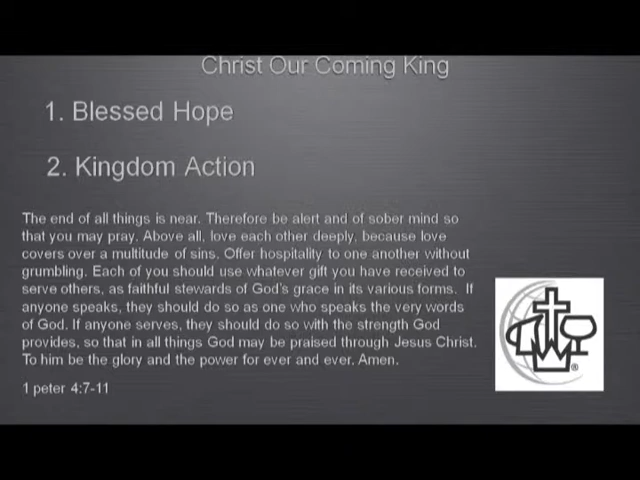 Christ Our Coming King
1. Blessed Hope
2. Kingdom Action
The end of all things is near. Therefore be alert and of sober mind so
that you may pray. Above all, love each other deeply, because love
covers over a multitude of sins. Offer hospitality to one another without
grumbling. Each of you should use whatever gift you have received to
serve others, as faithful stewards of God's grace in its various forms. If
anyone speaks, they should do so as one who speaks the very words
of God. If anyone serves, they should do so with the strength God
provides, so that in all things God may be praised through Jesus Christ.
To him be the glory and the power for ever and ever. Amen.
1 peter 4:7-11
®